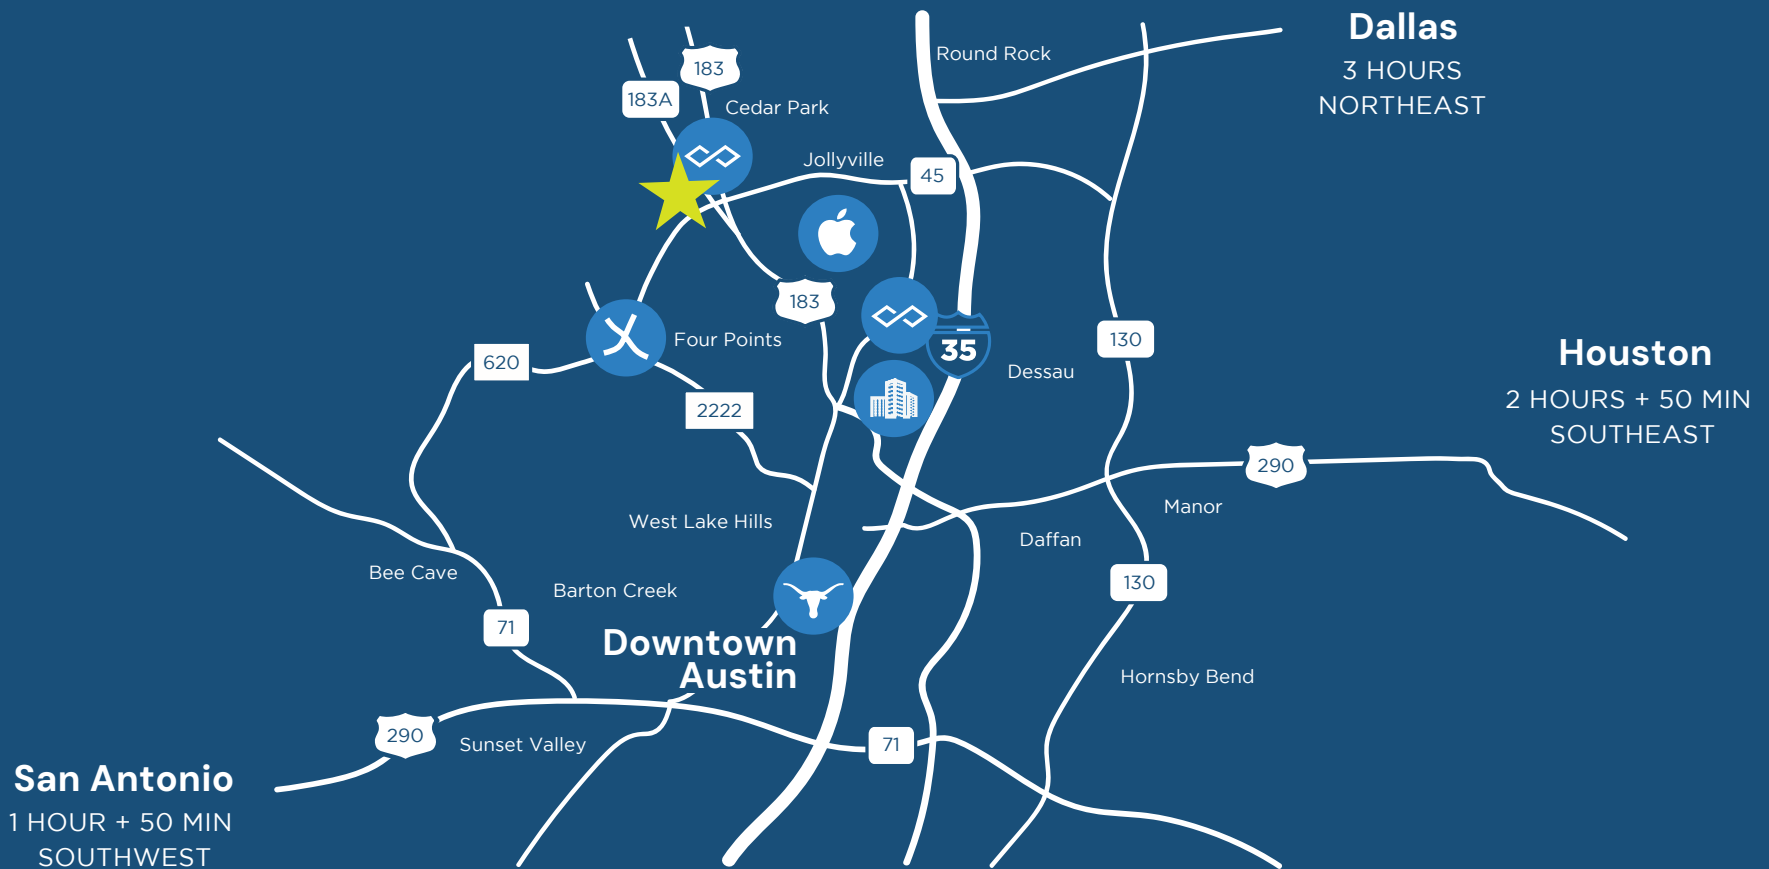 Dallas
3 HOURS
NORTHEAST
Round Rock
183
183A
Cedar Park
Jollyville
45
183
35
130
Four Points
620
Dessau
2222
Houston
2 HOURS + 50 MIN
SOUTHEAST
290
Manor
West Lake Hills
Daffan
Bee Cave
Barton Creek
130
71
Downtown
Austin
Hornsby Bend
290
Sunset Valley
71
San Antonio
1 HOUR + 50 MIN
SOUTHWEST